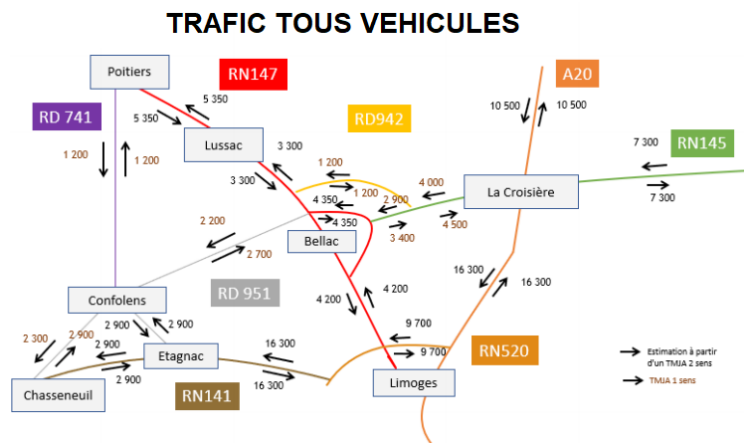 TRAFIC TOUS VEHICULES
Poitiers
RN147
A20
5 350
10 500
10 500
RD 741
5 350
RD942
RN145
Lussac
7 300
3 300
1 200
1 200
1 200
4 000
La Croisière
3 300
1 200
2 900
7 300
4 350
2 200
4 350
3 400
4 500
Bellac
2 700
16 300
16 300
4 200
4 200
Confolens
RD 951
2 900
2 900
9 700
2 300
2 900
2 900
Etagnac
16 300
9 700
RN520
Estimation à partir
d'un TMJA 2 sens
2 900
RN141
16 300
Limoges
TMJA 1 sens
Chasseneuil